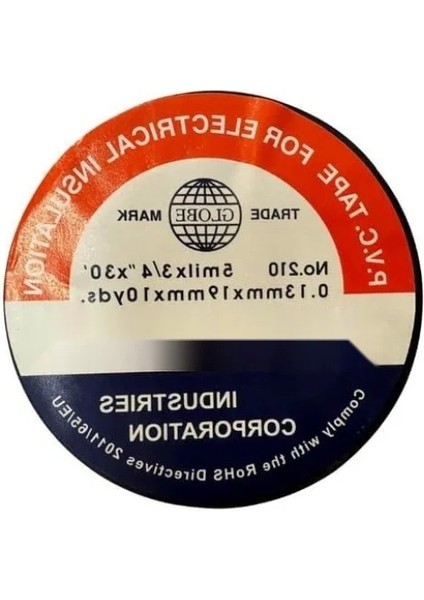 P.V.C. TAPE FOR ELECTRICAL INSULATION
TRADE GLOBE MARK
No.210 5milx3/4"x30'
0.13mmx19mmx10yds.
INDUSTRIES
CORPORATION
Comply with the RoHS Directives 2011/65/EU